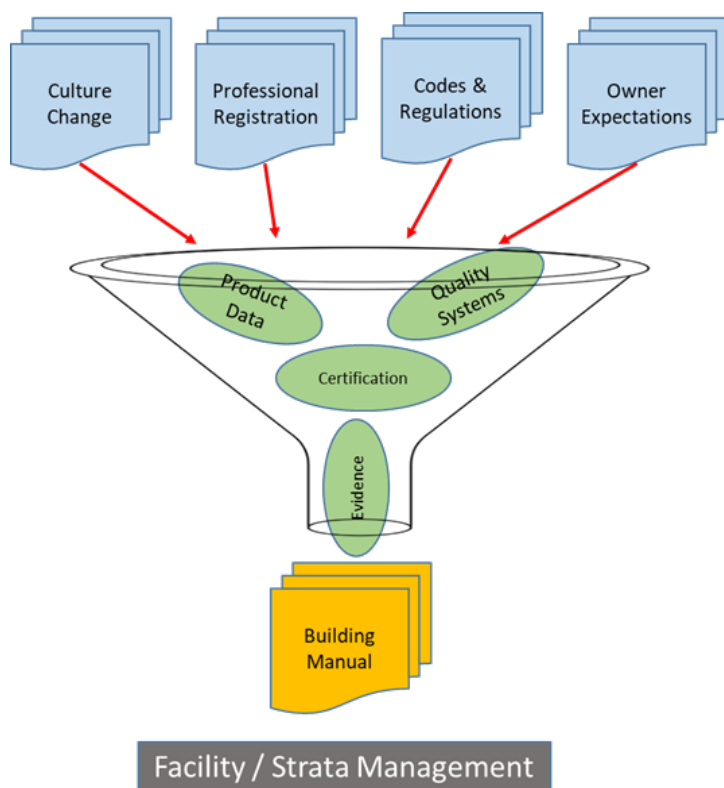 Culture
Change
Professional
Registration
Codes &
Regulations
Owner
Expectations
Product
Data
Quality
Systems
Certification
Evidence
Building
Manual
Facility / Strata Management